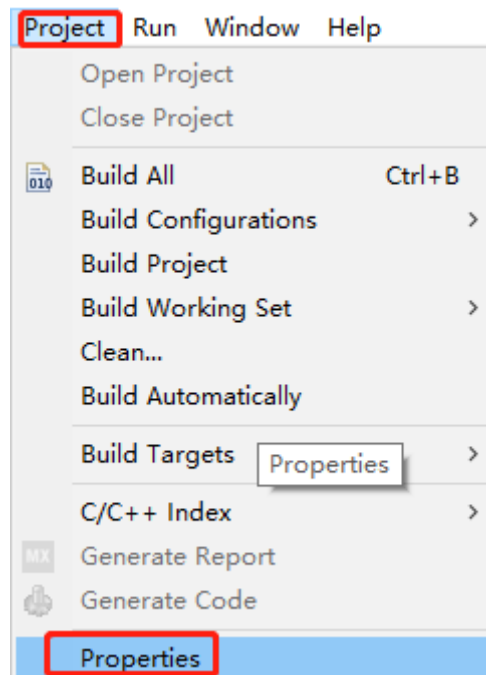 Project Run Window Help
Open Project
Close Project
010
Build All Ctrl+B
Build Configurations >
Build Project
Build Working Set >
Clean...
Build Automatically
Build Targets >
Properties
C/C++ Index >
MX Generate Report
Generate Code
Properties